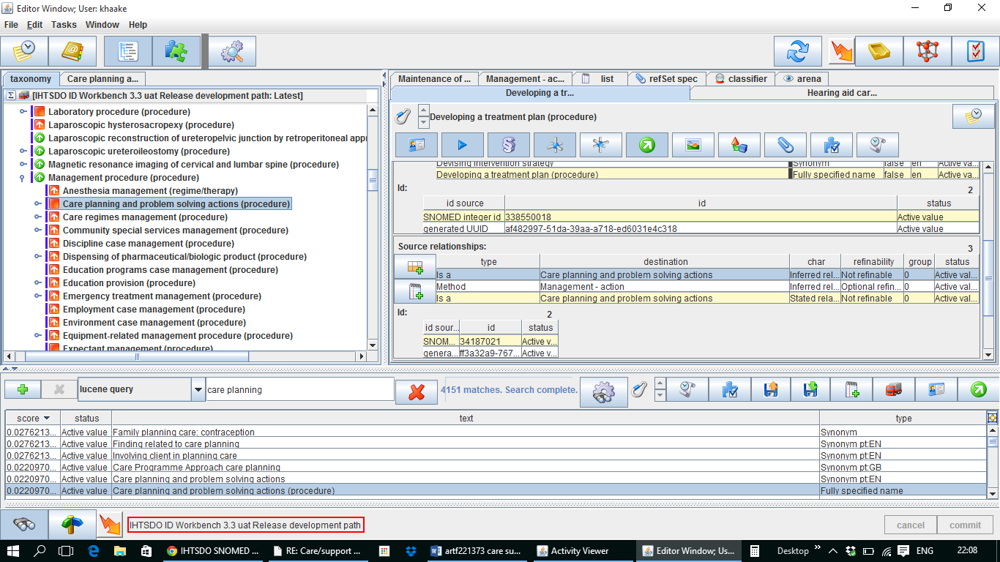 Editor Window; User: khaake
File Edit Tasks Window Help
taxonomy Care planning a...
[IHTSDO ID Workbench 3.3 uat Release development path: Latest]
Laboratory procedure (procedure)
Laparoscopic hysterosacropexy (procedure)
Laparoscopic reconstruction of ureteropelvic junction by retroperitoneal appr
Laparoscopic ureteroileostomy (procedure)
Magnetic resonance imaging of cervical and lumbar spine (procedure)
Management procedure (procedure)
Anesthesia management (regime/therapy)
Care planning and problem solving actions (procedure)
Care regimes management (procedure)
Community special services management (procedure)
Discipline case management (procedure)
Dispensing of pharmaceutical/biologic product (procedure)
Education programs case management (procedure)
Education provision (procedure)
Emergency treatment management (procedure)
Employment case management (procedure)
Environment case management (procedure)
Equipment-related management procedure (procedure)
Expectant management (procedure)
Maintenance of ... Management - ac... list refSet spec classifier arena
Developing a tr... Hearing aid car...
Developing a treatment plan (procedure)
Devising intervention strategy Synonym false en Active va...
Developing a treatment plan (procedure) Fully specified name false en Active va...
Id: 2
id source id status
SNOMED integer id 338550018 Active value
generated UUID af482997-51da-39aa-a718-ed6031e4c318 Active value
Source relationships: 3
type destination char refinability group status
Is a Care planning and problem solving actions Inferred rel... Not refinable 0 Active val...
Method Management - action Inferred rel... Optional refin... 0 Active val...
Is a Care planning and problem solving actions Stated rela... Not refinable 0 Active val...
Id: 2
id sour... id status
SNOM... 34187021 Active v...
genera... ff3a32a9-767... Active v...
lucene query care planning 4151 matches. Search complete.
score status text type
0.0276213... Active value Family planning care: contraception Synonym
0.0276213... Active value Finding related to care planning Synonym pt:EN
0.0276213... Active value Involving client in planning care Synonym pt:EN
0.0220970... Active value Care Programme Approach care planning Synonym pt:GB
0.0220970... Active value Care planning and problem solving actions Synonym pt:EN
0.0220970... Active value Care planning and problem solving actions (procedure) Fully specified name
IHTSDO ID Workbench 3.3 uat Release development path cancel commit
IHTSDO SNOMED ... RE: Care/support ... artf221373 care su... Activity Viewer Editor Window; Us... Desktop ENG 22:08